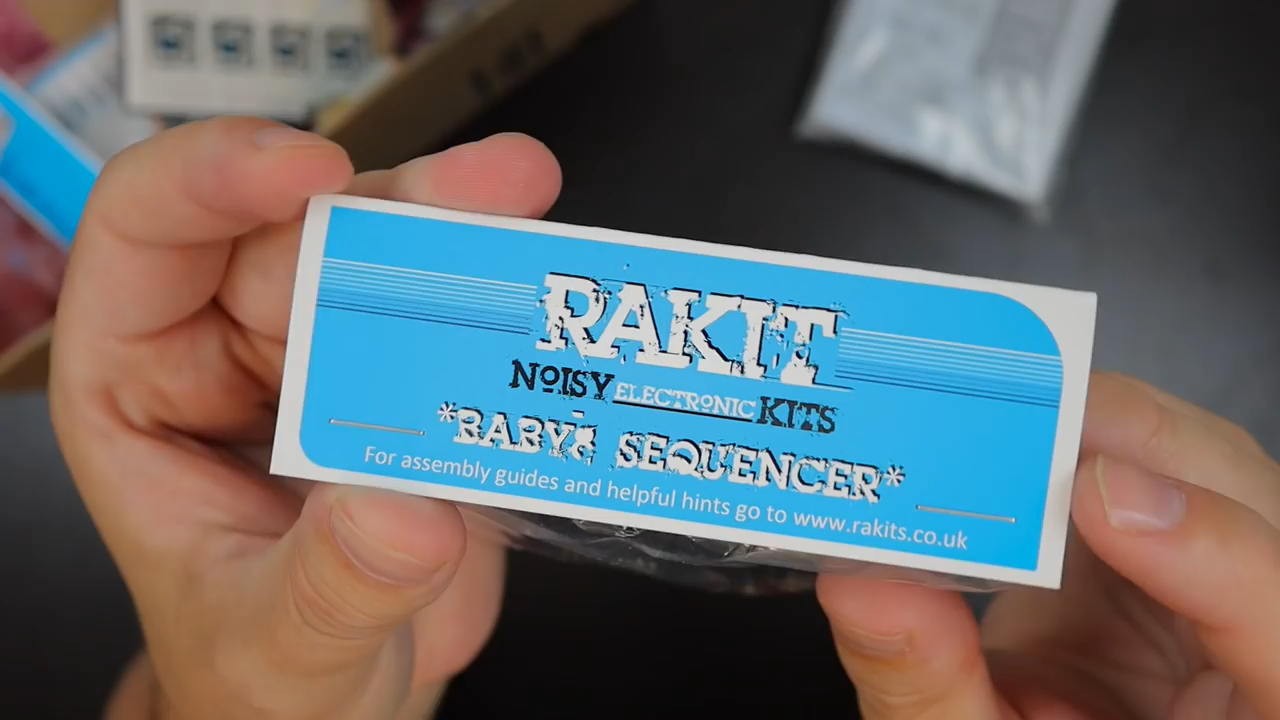 RAKIT
NOISY ELECTRONIC KITS
*BABY8 SEQUENCER*
For assembly guides and helpful hints go to www.rakits.co.uk